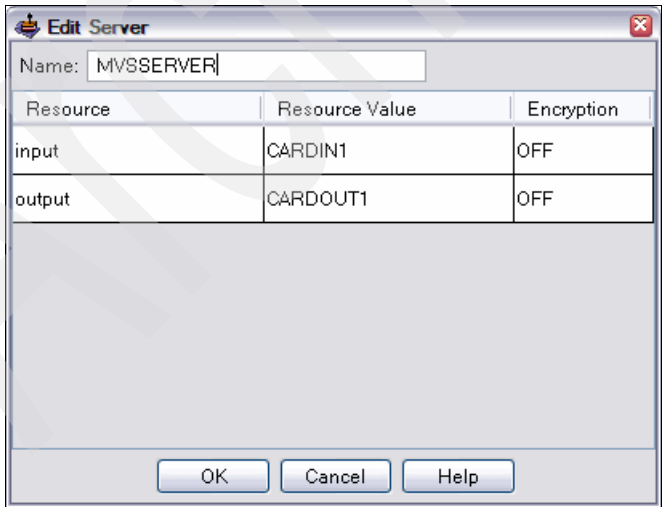 Edit Server
Name: MVSSERVER
Resource Resource Value Encryption
input CARDIN1 OFF
output CARDOUT1 OFF
OK Cancel Help